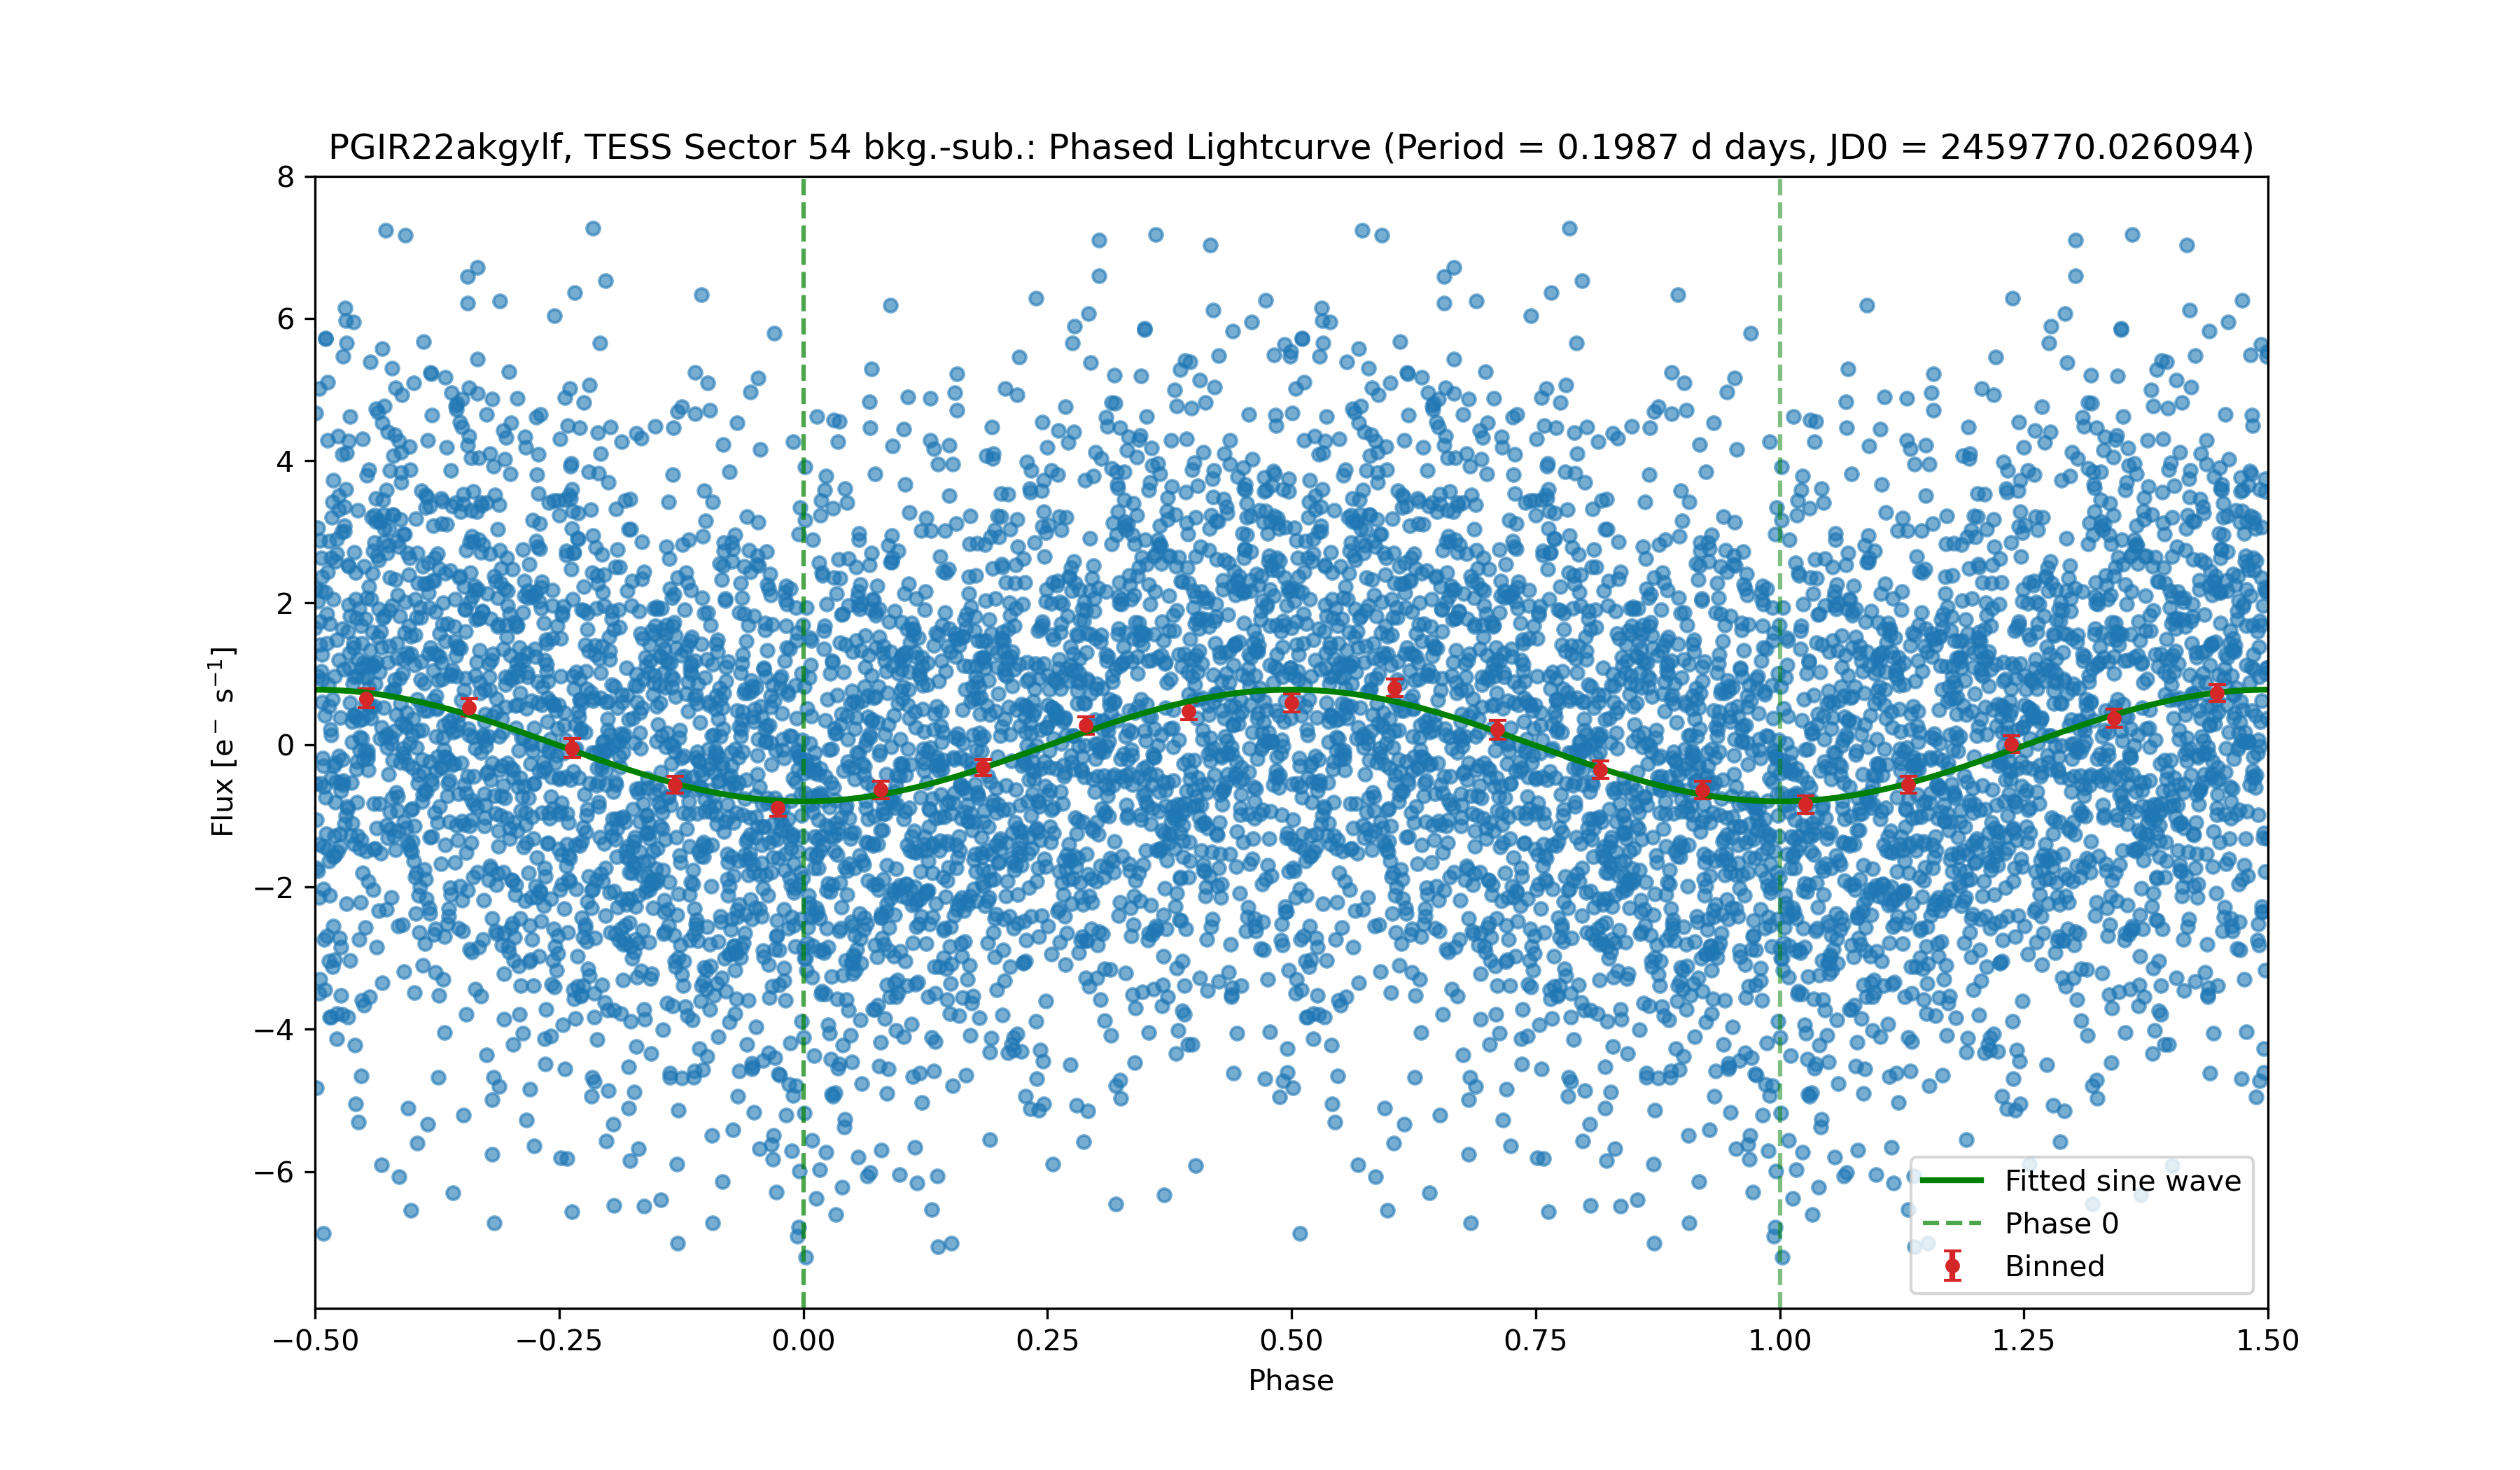 PGIR22akgylf, TESS Sector 54 bkg.-sub.: Phased Lightcurve (Period = 0.1987 d days, JD0 = 2459770.026094)
8
6
4
2
0
−2
−4
−6
Flux [e⁻ s⁻¹]
−0.50 −0.25 0.00 0.25 0.50 0.75 1.00 1.25 1.50
Phase
Fitted sine wave
Phase 0
Binned